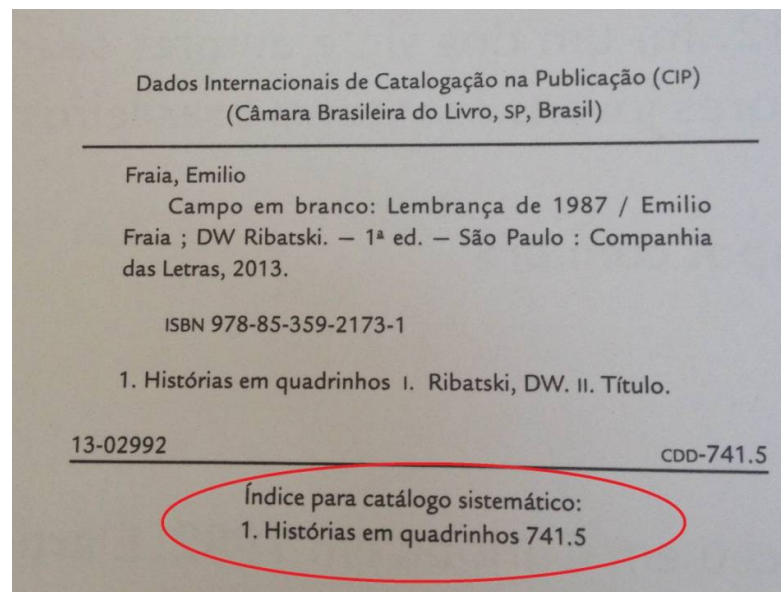 Dados Internacionais de Catalogação na Publicação (CIP)
(Câmara Brasileira do Livro, SP, Brasil)
Fraia, Emilio
Campo em branco: Lembrança de 1987 / Emilio
Fraia ; DW Ribatski. — 1ª ed. — São Paulo : Companhia
das Letras, 2013.
ISBN 978-85-359-2173-1
1. Histórias em quadrinhos I. Ribatski, DW. II. Título.
13-02992 CDD-741.5
Índice para catálogo sistemático:
1. Histórias em quadrinhos 741.5